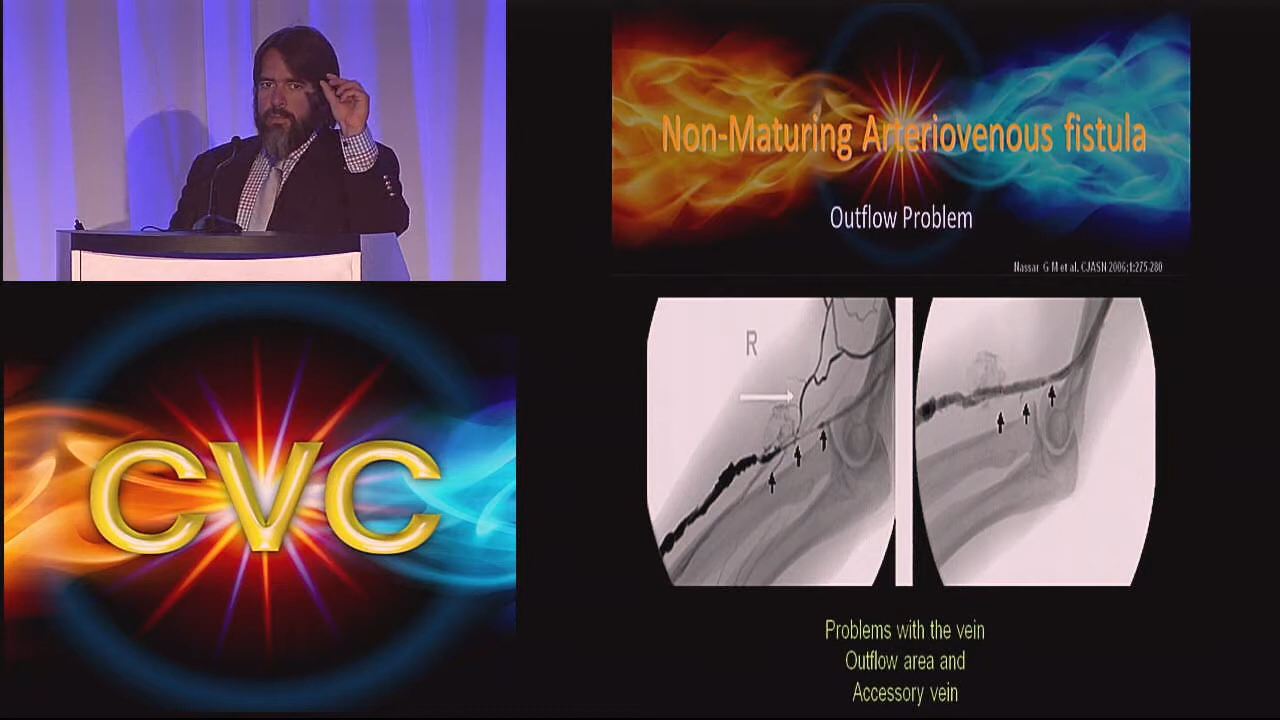 Non-Maturing Arteriovenous fistula
Outflow Problem
Nassar G M et al. CJASN 2006;1:275-280
R
CVC
Problems with the vein
Outflow area and
Accessory vein